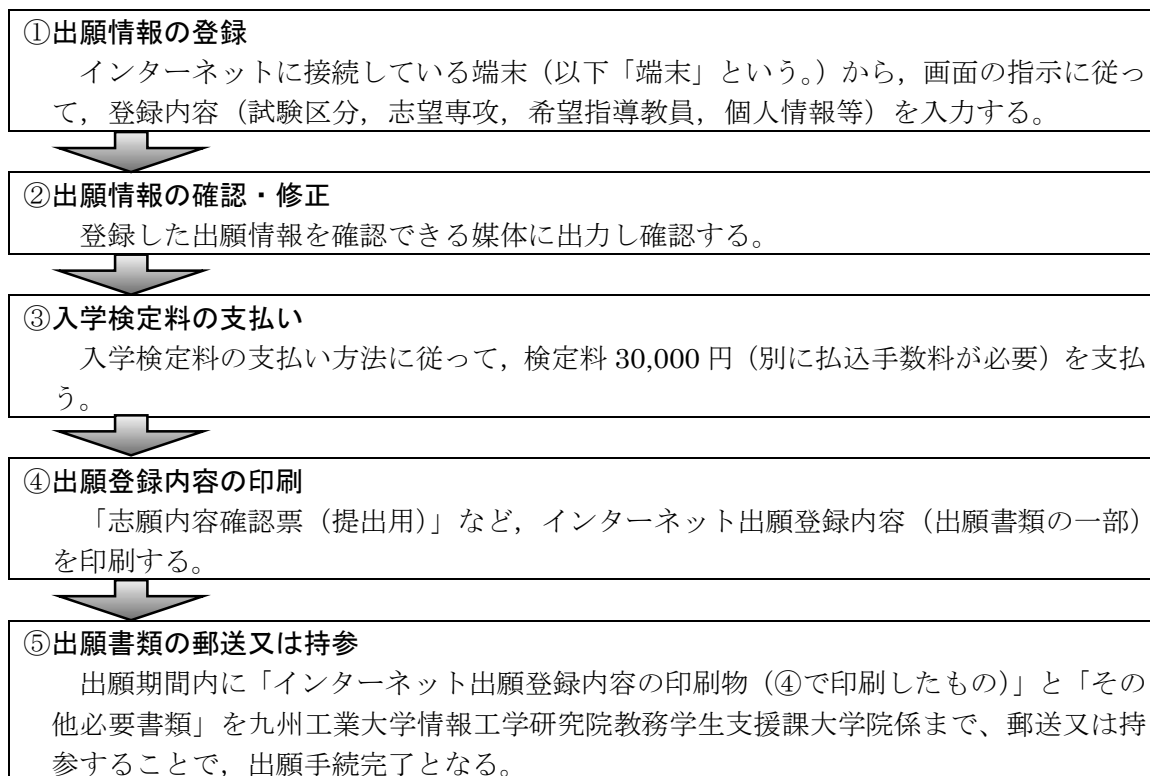 ①出願情報の登録
インターネットに接続している端末（以下「端末」という。）から，画面の指示に従っ
て，登録内容（試験区分，志望専攻，希望指導教員，個人情報等）を入力する。
②出願情報の確認・修正
登録した出願情報を確認できる媒体に出力し確認する。
③入学検定料の支払い
入学検定料の支払い方法に従って，検定料 30,000 円（別に払込手数料が必要）を支払
う。
④出願登録内容の印刷
「志願内容確認票（提出用）」など，インターネット出願登録内容（出願書類の一部）
を印刷する。
⑤出願書類の郵送又は持参
出願期間内に「インターネット出願登録内容の印刷物（④で印刷したもの）」と「その
他必要書類」を九州工業大学情報工学研究院教務学生支援課大学院係まで、郵送又は持
参することで，出願手続完了となる。